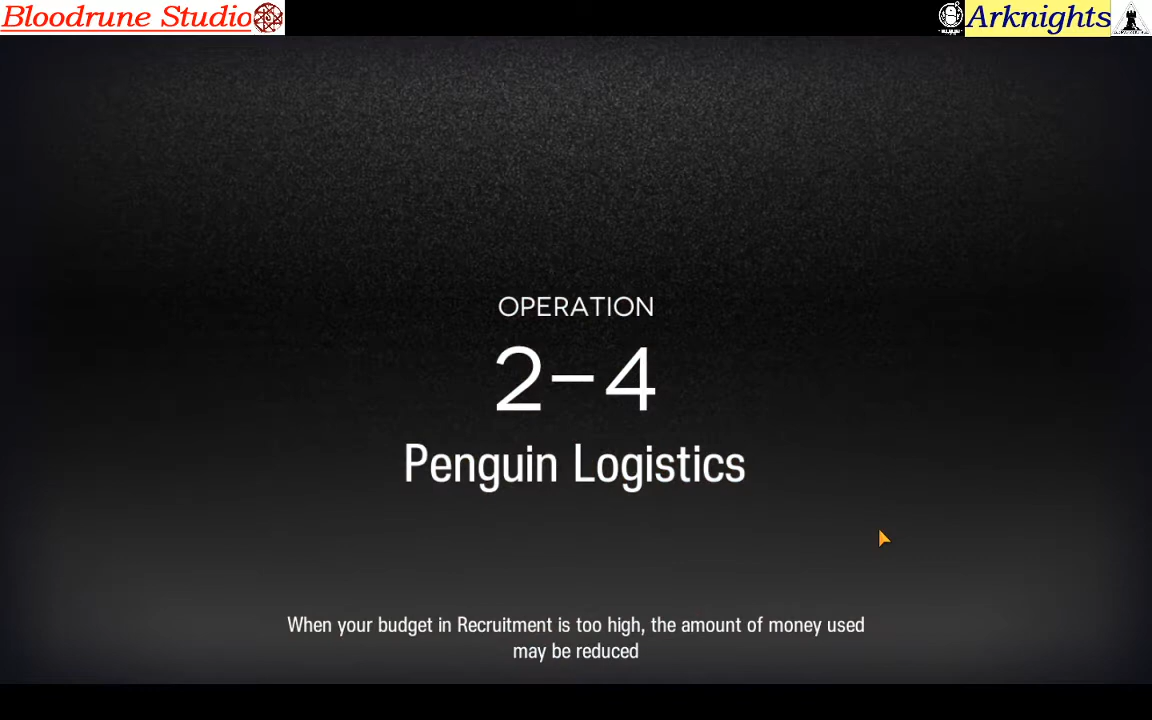 Bloodrune Studio
Arknights
OPERATION
2-4
Penguin Logistics
When your budget in Recruitment is too high, the amount of money used
may be reduced